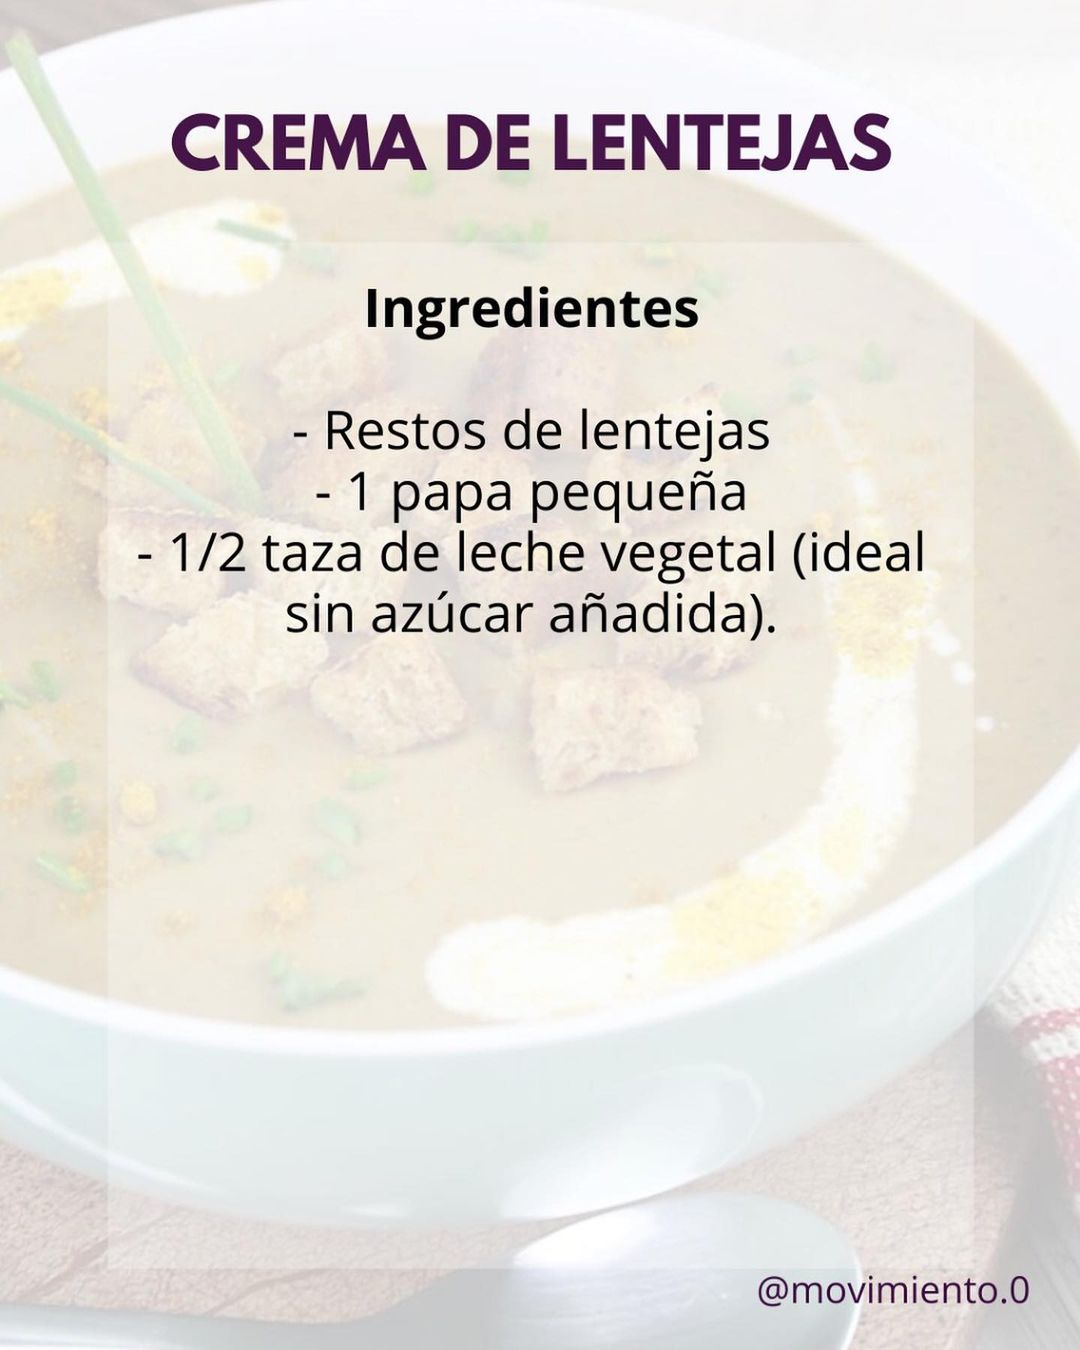 CREMA DE LENTEJAS
Ingredientes
- Restos de lentejas
- 1 papa pequeña
- 1/2 taza de leche vegetal (ideal
sin azúcar añadida).
@movimiento.0